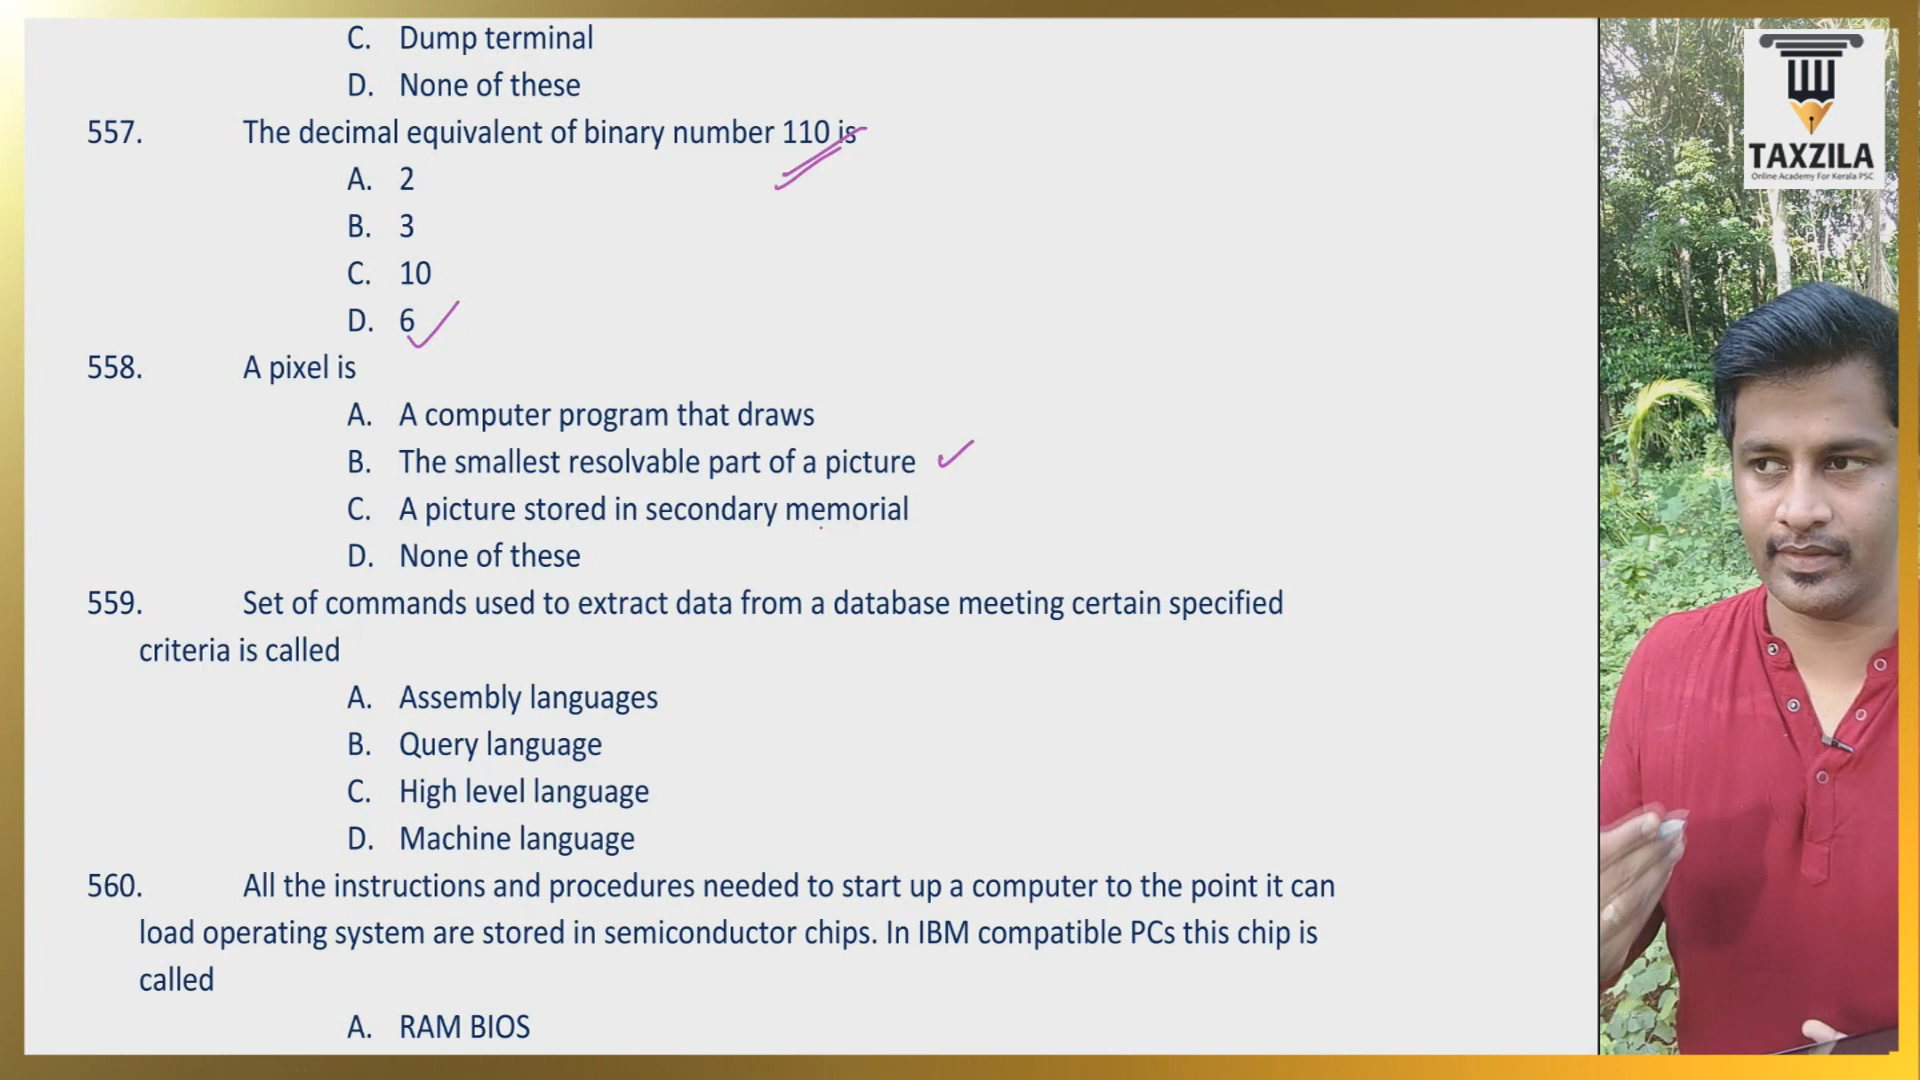 C. Dump terminal
D. None of these
557. The decimal equivalent of binary number 110 is
A. 2
B. 3
C. 10
D. 6
558. A pixel is
A. A computer program that draws
B. The smallest resolvable part of a picture
C. A picture stored in secondary memorial
D. None of these
559. Set of commands used to extract data from a database meeting certain specified
criteria is called
A. Assembly languages
B. Query language
C. High level language
D. Machine language
560. All the instructions and procedures needed to start up a computer to the point it can
load operating system are stored in semiconductor chips. In IBM compatible PCs this chip is
called
A. RAM BIOS
TAXZILA
Online Academy For Kerala PSC